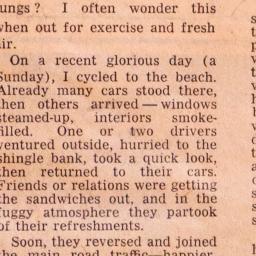 ungs? I often wonder this
when out for exercise and fresh
air.
On a recent glorious day (a
Sunday), I cycled to the beach.
Already many cars stood there,
then others arrived — windows
steamed-up, interiors smoke-
filled. One or two drivers
ventured outside, hurried to the
shingle bank, took a quick look,
then returned to their cars.
Friends or relations were getting
the sandwiches out, and in the
fuggy atmosphere they partook
of their refreshments.
Soon, they reversed and joined
the main road traffic—happier,